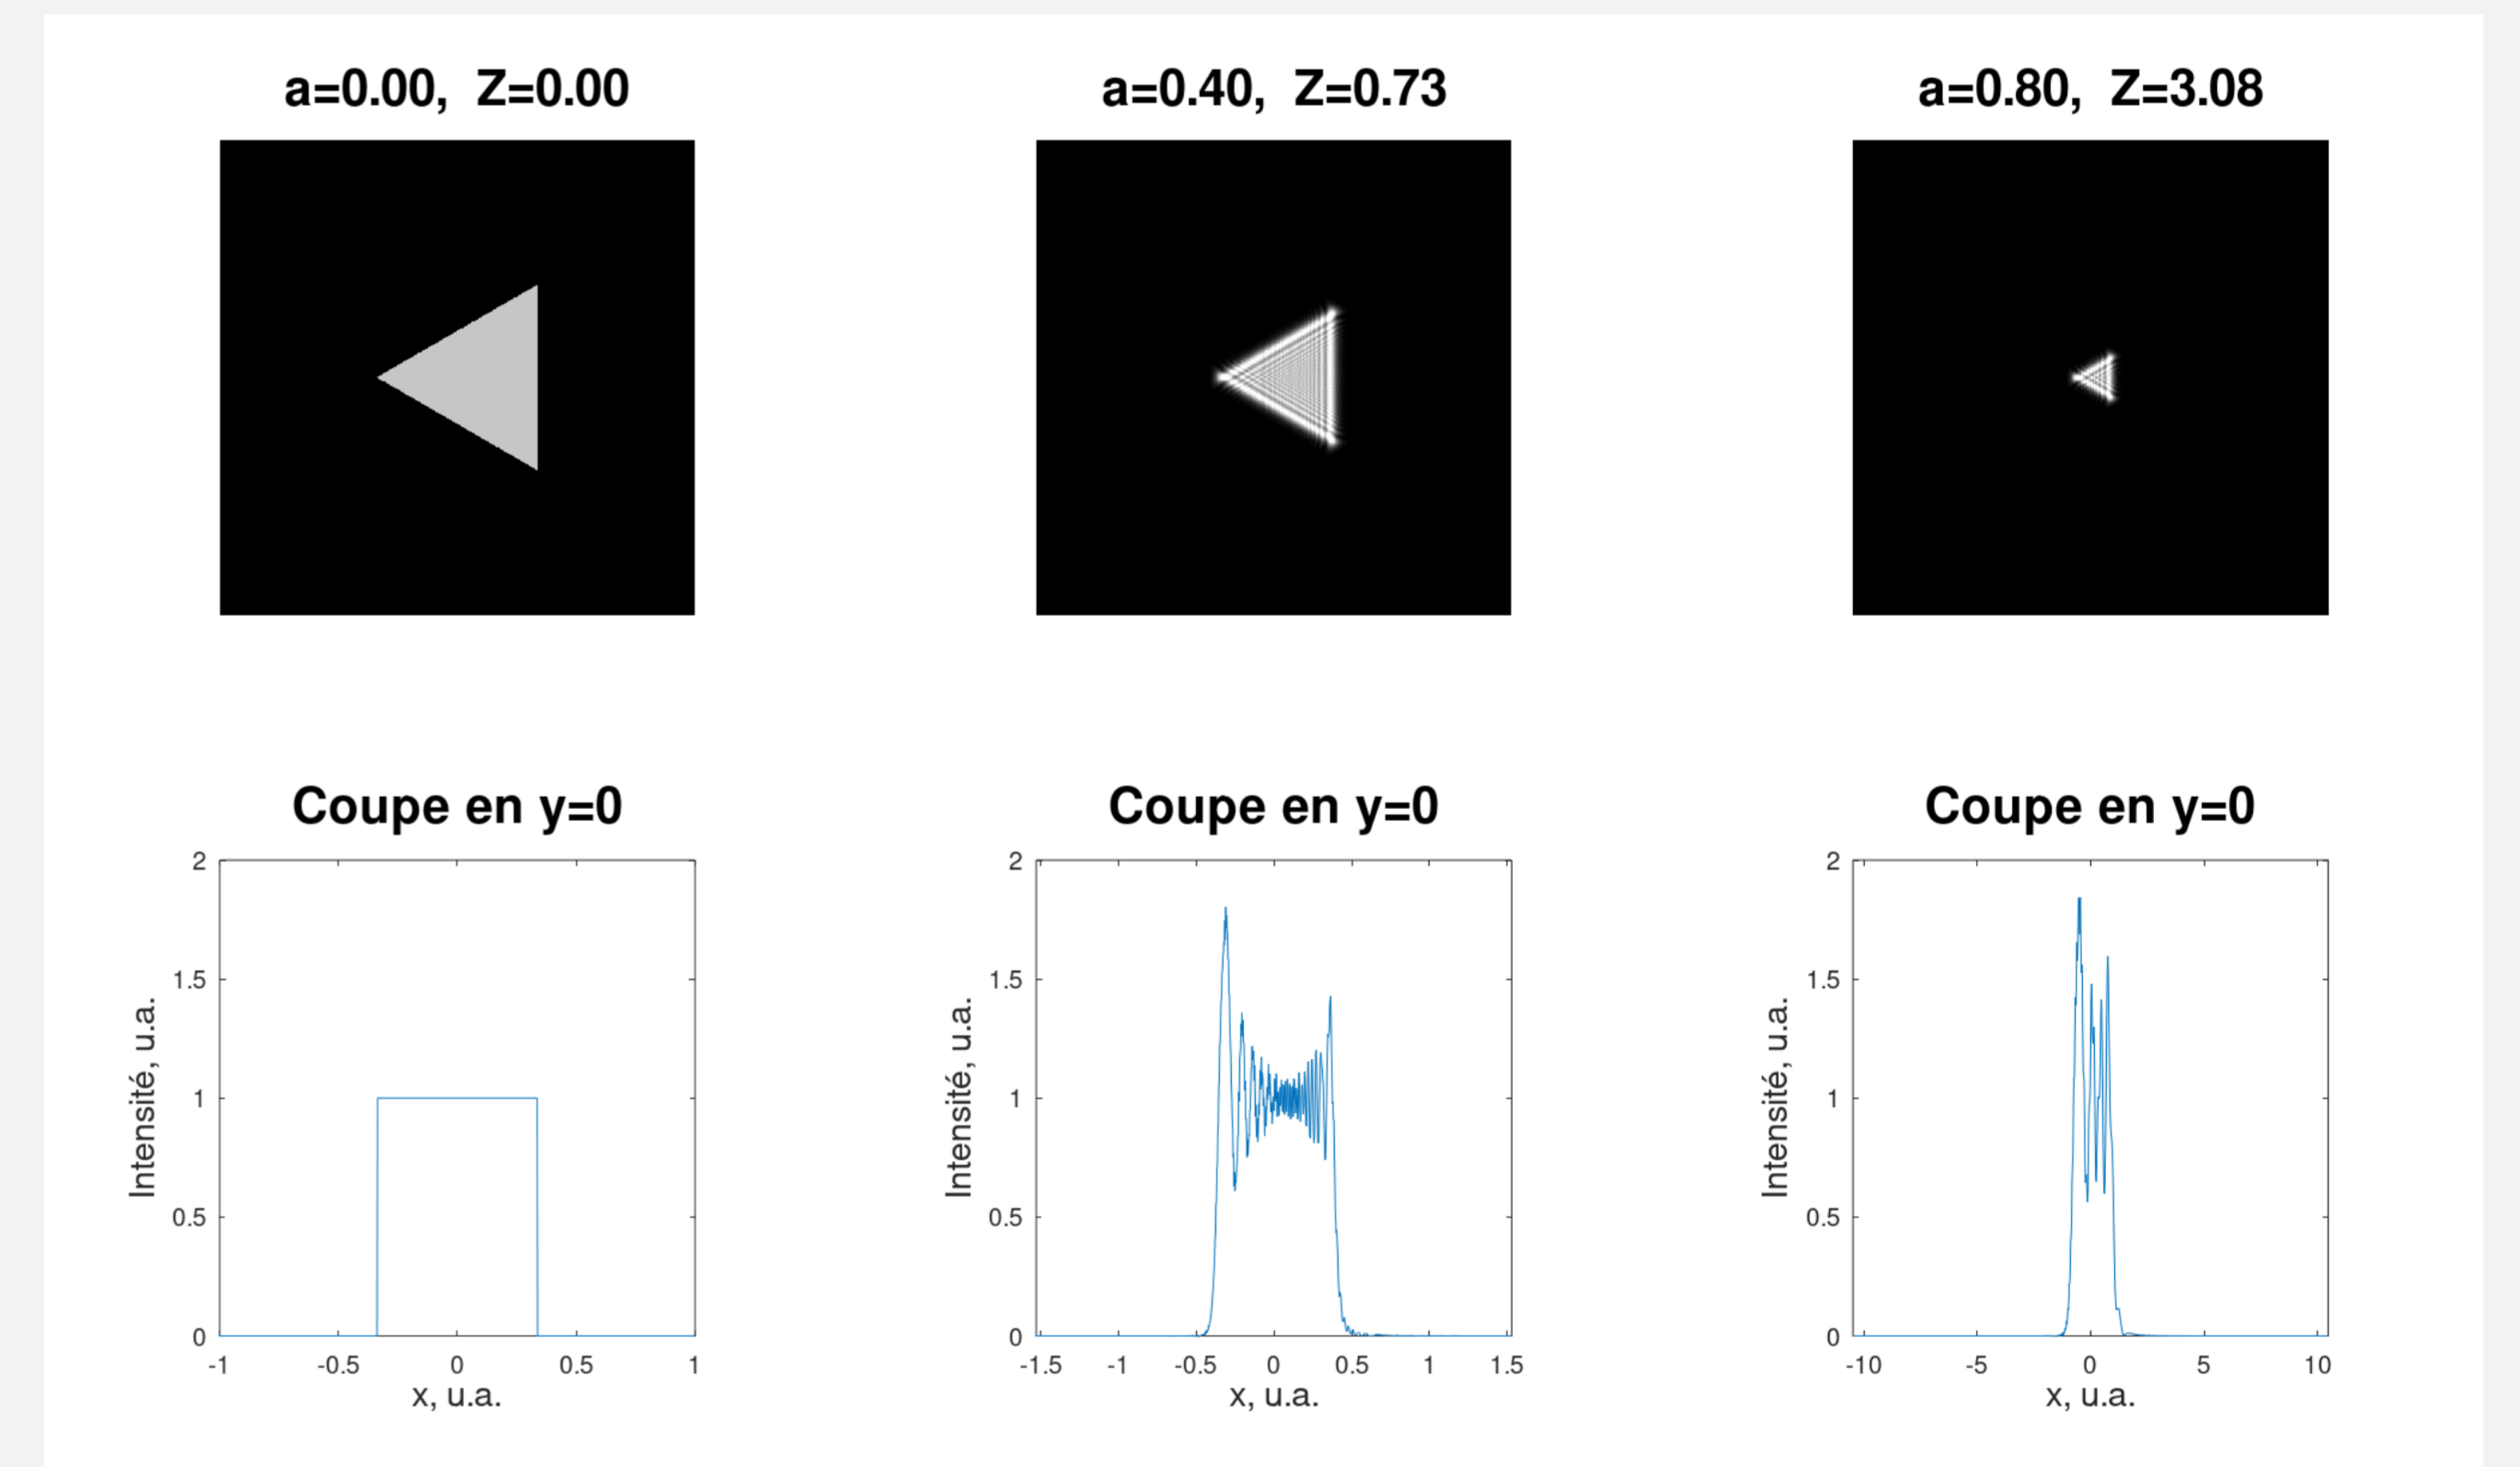 a=0.00, Z=0.00
a=0.40, Z=0.73
a=0.80, Z=3.08
Coupe en y=0
2
1.5
1
0.5
0
Intensité, u.a.
-1
-0.5
0
0.5
1
x, u.a.
Coupe en y=0
2
1.5
1
0.5
0
Intensité, u.a.
-1.5
-1
-0.5
0
0.5
1
1.5
x, u.a.
Coupe en y=0
2
1.5
1
0.5
0
Intensité, u.a.
-10
-5
0
5
10
x, u.a.